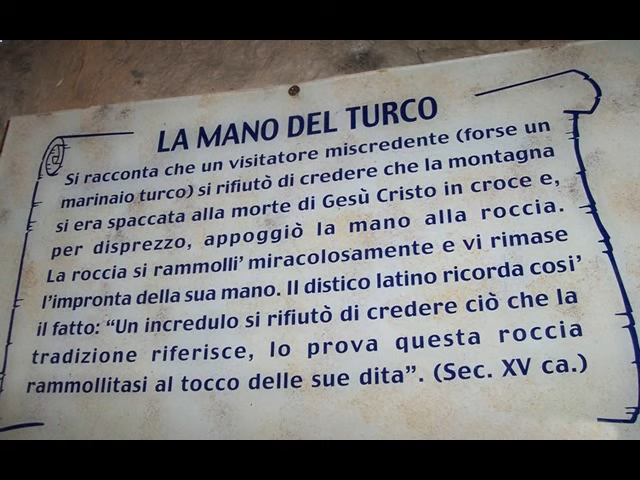 LA MANO DEL TURCO
Si racconta che un visitatore miscredente (forse un
marinaio turco) si rifiutò di credere che la montagna
si era spaccata alla morte di Gesù Cristo in croce e,
per disprezzo, appoggiò la mano alla roccia.
La roccia si rammolli' miracolosamente e vi rimase
l'impronta della sua mano. Il distico latino ricorda cosi'
il fatto: "Un incredulo si rifiutò di credere ciò che la
tradizione riferisce, lo prova questa roccia
rammollitasi al tocco delle sue dita". (Sec. XV ca.)